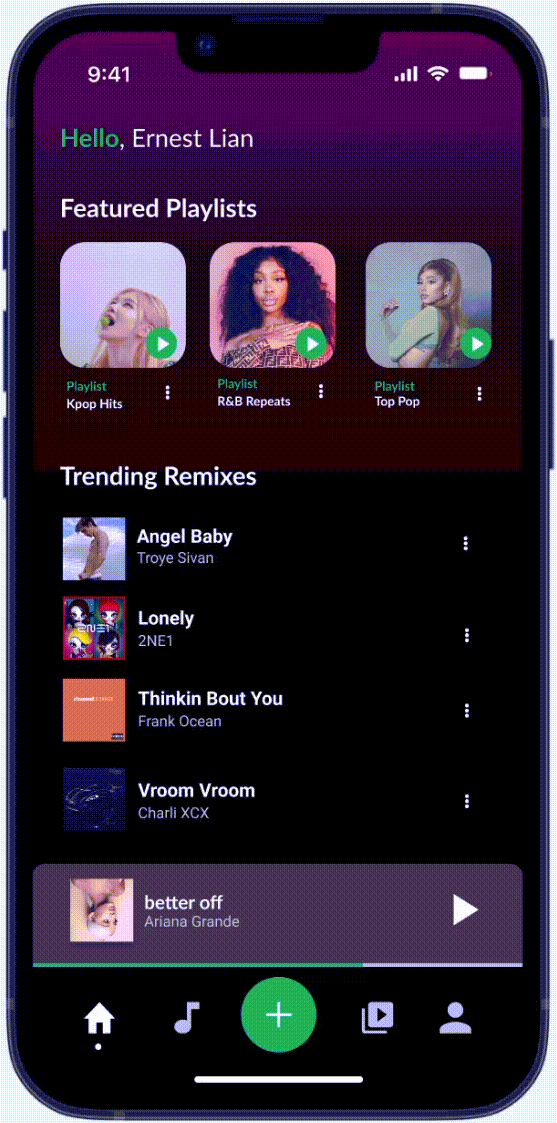 9:41
Hello, Ernest Lian
Featured Playlists
Playlist
Kpop Hits
Playlist
R&B Repeats
Playlist
Top Pop
Trending Remixes
Angel Baby
Troye Sivan
2NE1
Lonely
2NE1
Thinkin Bout You
Frank Ocean
Vroom Vroom
Charli XCX
better off
Ariana Grande